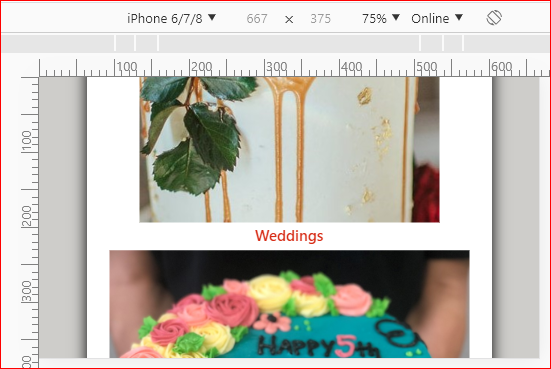 iPhone 6/7/8 ▼ 667 × 375 75% ▼ Online ▼
100 200 300 400 500 600
100
200
300
Weddings
HAPPY 5th